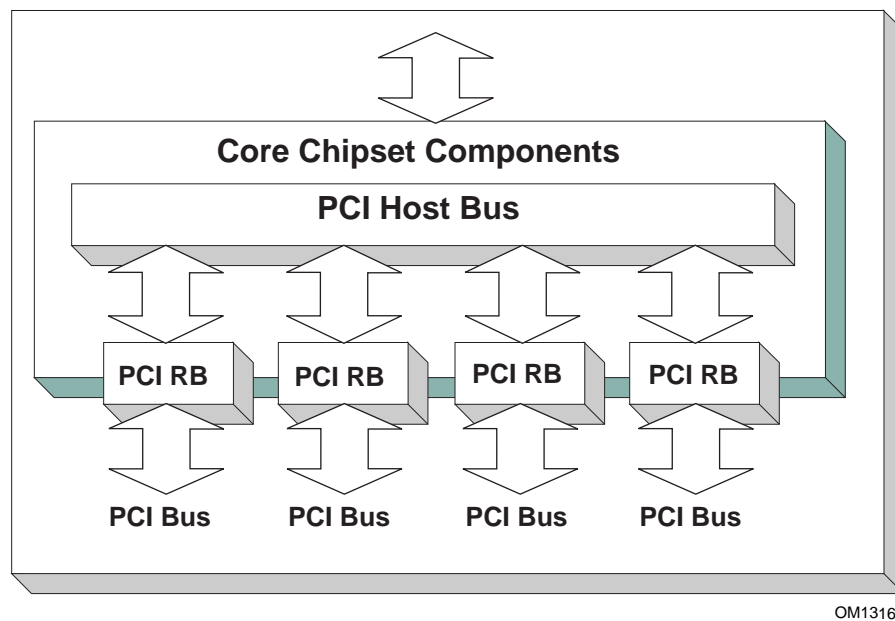 Core Chipset Components
PCI Host Bus
PCI RB PCI RB PCI RB PCI RB
PCI Bus PCI Bus PCI Bus PCI Bus
OM1316